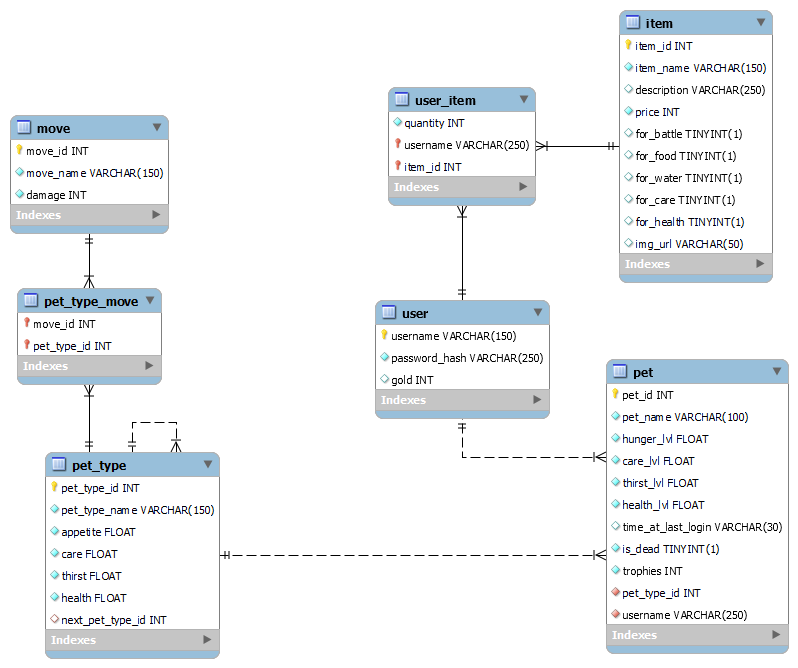 move
move_id INT
move_name VARCHAR(150)
damage INT
Indexes
pet_type_move
move_id INT
pet_type_id INT
Indexes
pet_type
pet_type_id INT
pet_type_name VARCHAR(150)
appetite FLOAT
care FLOAT
thirst FLOAT
health FLOAT
next_pet_type_id INT
Indexes
user_item
quantity INT
username VARCHAR(250)
item_id INT
Indexes
user
username VARCHAR(150)
password_hash VARCHAR(250)
gold INT
Indexes
item
item_id INT
item_name VARCHAR(150)
description VARCHAR(250)
price INT
for_battle TINYINT(1)
for_food TINYINT(1)
for_water TINYINT(1)
for_care TINYINT(1)
for_health TINYINT(1)
img_url VARCHAR(50)
Indexes
pet
pet_id INT
pet_name VARCHAR(100)
hunger_lvl FLOAT
care_lvl FLOAT
thirst_lvl FLOAT
health_lvl FLOAT
time_at_last_login VARCHAR(30)
is_dead TINYINT(1)
trophies INT
pet_type_id INT
username VARCHAR(250)
Indexes